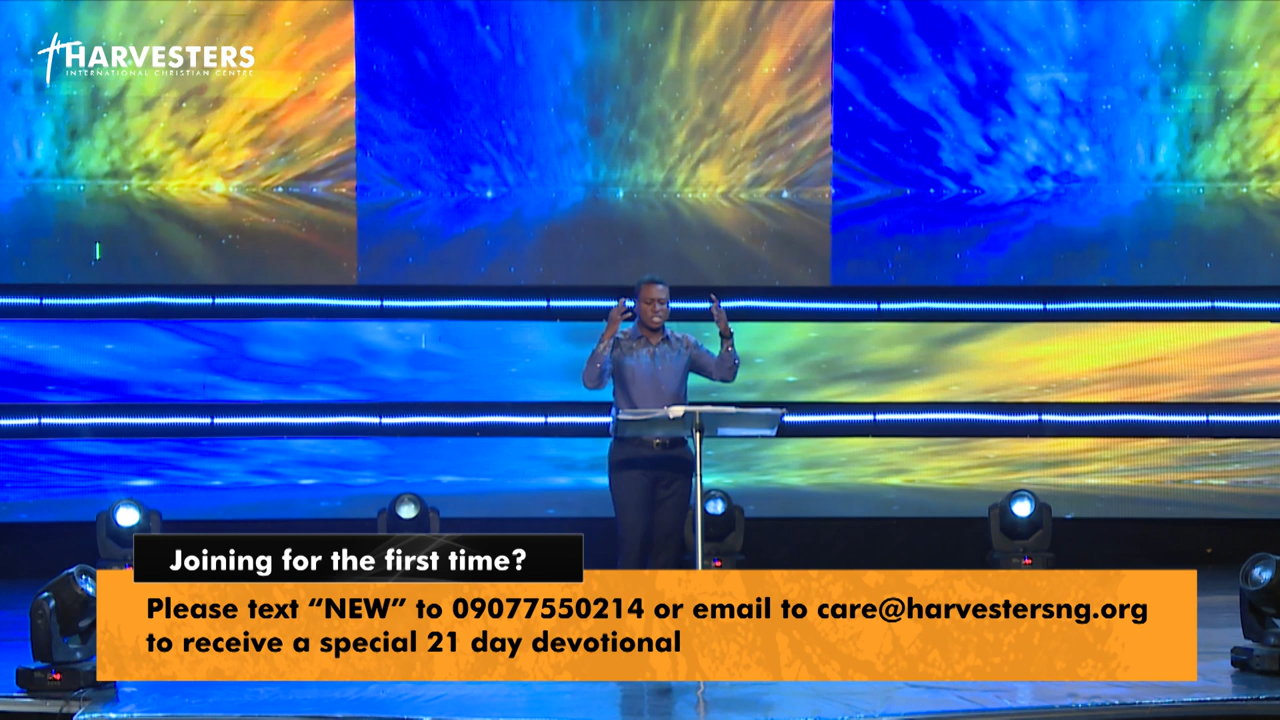 HARVESTERS
INTERNATIONAL CHRISTIAN CENTRE
Joining for the first time?
Please text “NEW” to 09077550214 or email to care@harvestersng.org
to receive a special 21 day devotional